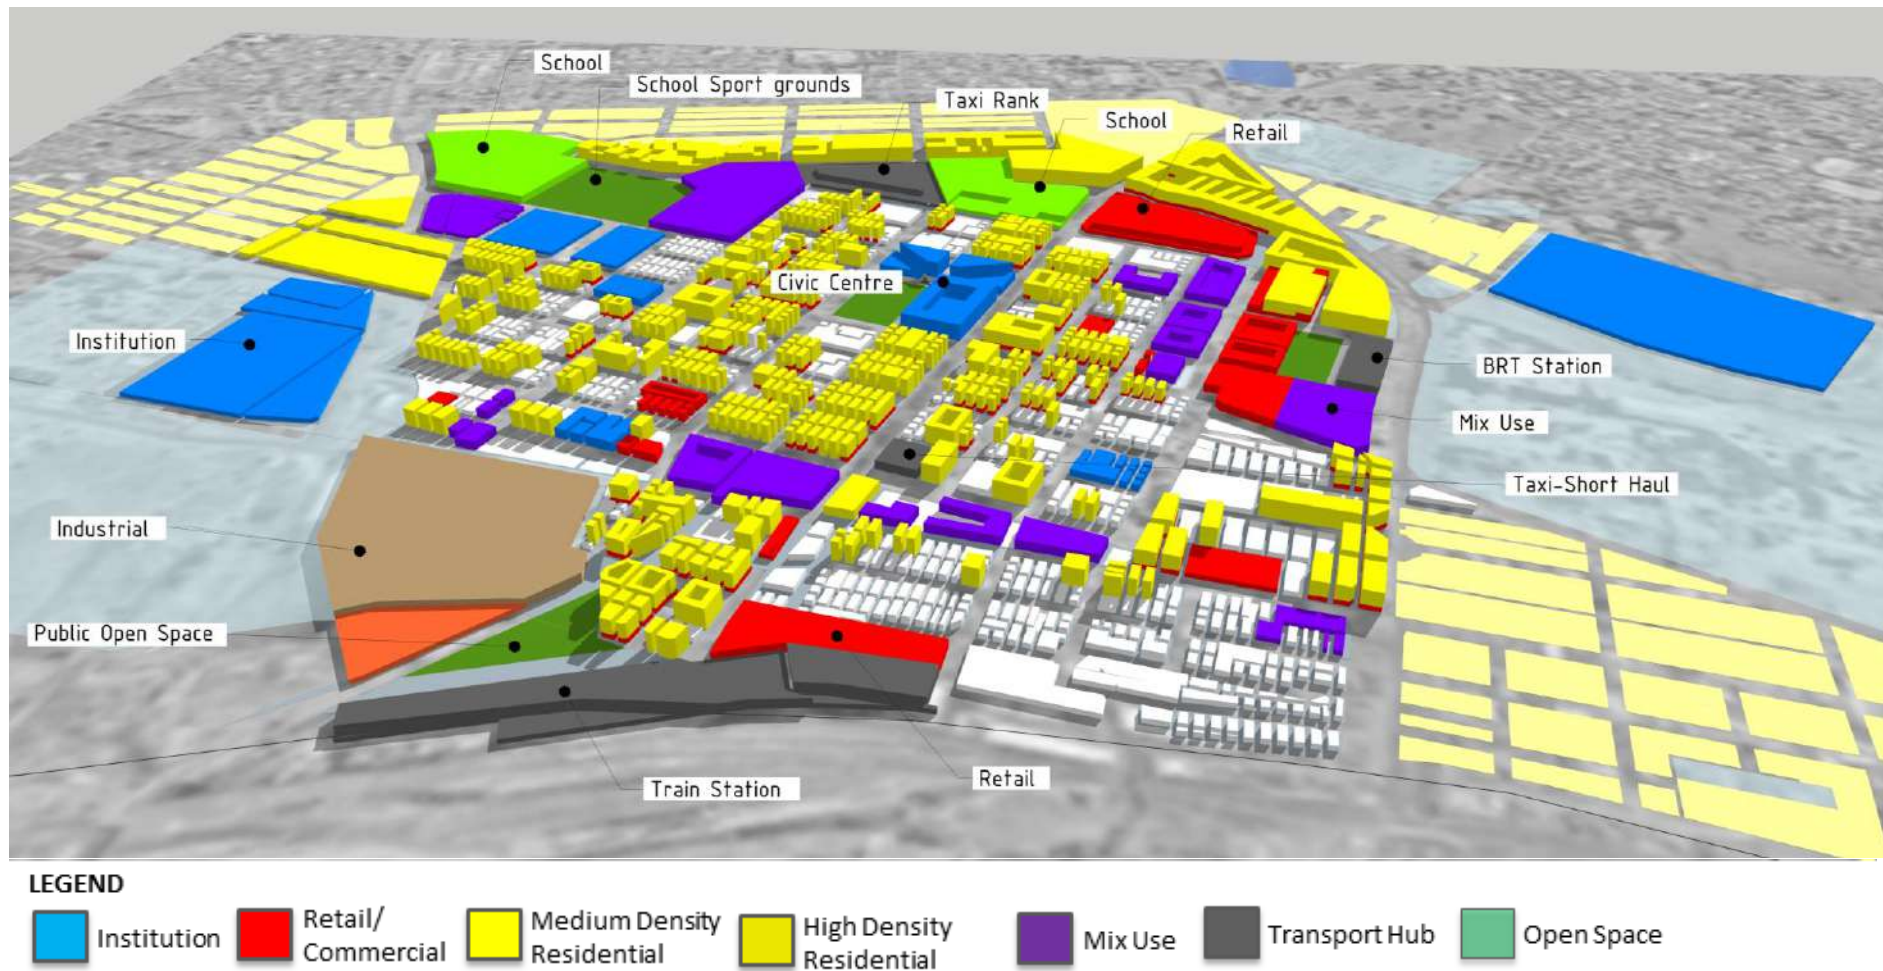 School
School Sport grounds
Taxi Rank
School
Retail
Civic Centre
Institution
BRT Station
Mix Use
Taxi-Short Haul
Industrial
Public Open Space
Train Station
Retail
LEGEND
Institution
Retail/
Commercial
Medium Density
Residential
High Density
Residential
Mix Use
Transport Hub
Open Space